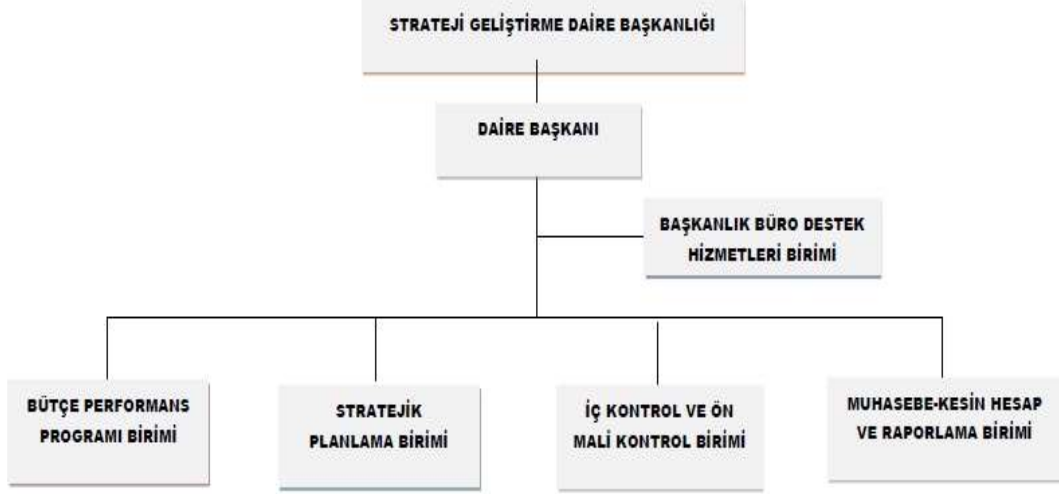 STRATEJİ GELİŞTİRME DAİRE BAŞKANLIĞI
DAİRE BAŞKANI
BAŞKANLIK BÜRO DESTEK
HİZMETLERİ BİRİMİ
BÜTÇE PERFORMANS
PROGRAMI BİRİMİ
STRATEJİK
PLANLAMA BİRİMİ
İÇ KONTROL VE ÖN
MALİ KONTROL BİRİMİ
MUHASEBE-KESİN HESAP
VE RAPORLAMA BİRİMİ